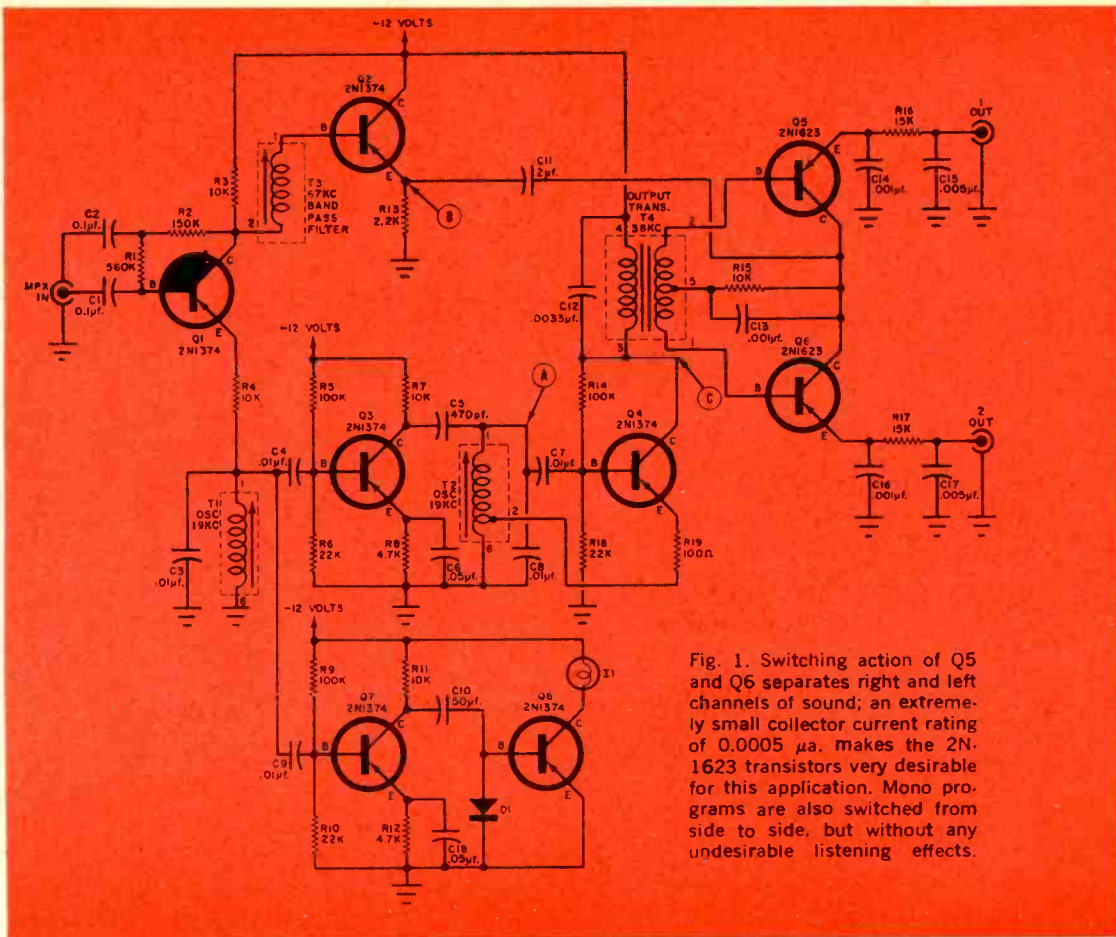 -12 VOLTS
Q2
2N1374
B
C
E
R3
10K
1
2
T3
67KC
BAND
PASS
FILTER
C2
0.1µf.
R2
150K
R1
560K
MPX
IN
C1
0.1µf.
B
C
E
Q1
2N1374
R13
2.2K
B
C11
2µf.
OUTPUT
TRANS.
T4
38KC
4
2
15
1
C12
.0033µf.
R15
10K
C13
.001µf.
Q5
2N1623
B
E
C
R16
15K
1
OUT
C14
.001µf.
C15
.005µf.
Q6
2N1623
B
C
E
R17
15K
2
OUT
C16
.001µf.
C17
.005µf.
R4
10K
-12 VOLTS
R5
100K
R7
10K
C5
470pf.
A
Q3
2N1374
B
C
E
C4
.01µf.
T1
OSC
19KC
1
6
C3
.01µf.
R6
22K
R8
4.7K
C6
.05µf.
T2
OSC
19KC
1
2
6
C7
.01µf.
C8
.01µf.
R14
100K
C
Q4
2N1374
B
C
E
R18
22K
R19
100Ω
-12 VOLTS
R9
100K
R11
10K
C10
50µf.
Q7
2N1374
B
C
E
C9
.01µf.
R10
22K
R12
4.7K
C18
.05µf.
D1
Q8
2N1374
B
C
E
I1
Fig. 1. Switching action of Q5
and Q6 separates right and left
channels of sound; an extreme-
ly small collector current rating
of 0.0005 µa. makes the 2N-
1623 transistors very desirable
for this application. Mono pro-
grams are also switched from
side to side, but without any
undesirable listening effects.